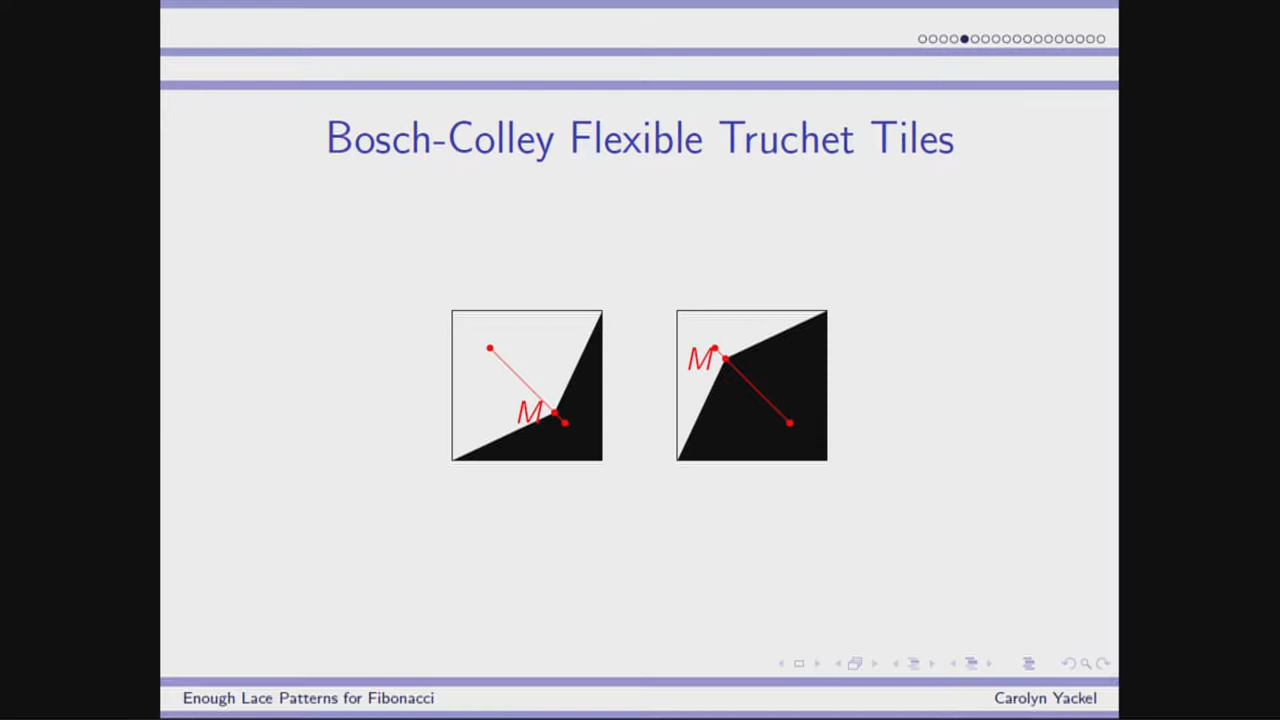 Bosch-Colley Flexible Truchet Tiles
M
M
Enough Lace Patterns for Fibonacci
Carolyn Yackel